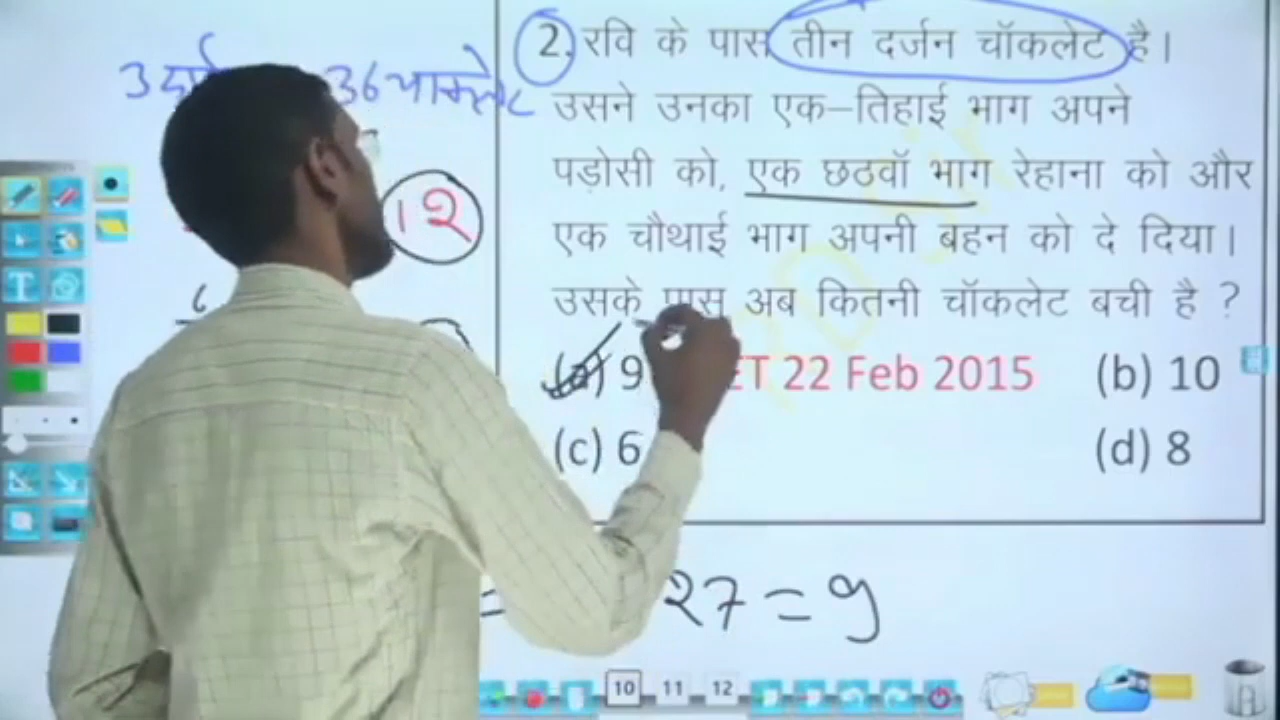 2. रवि के पास तीन दर्जन चॉकलेट है।
उसने उनका एक–तिहाई भाग अपने
पड़ोसी को, एक छठवॉ भाग रेहाना को और
एक चौथाई भाग अपनी बहन को दे दिया।
उसके पास अब कितनी चॉकलेट बची है ?
(a) 9 ET 22 Feb 2015 (b) 10
(c) 6 (d) 8
3
36
12
= 27 = 9
10 11 12